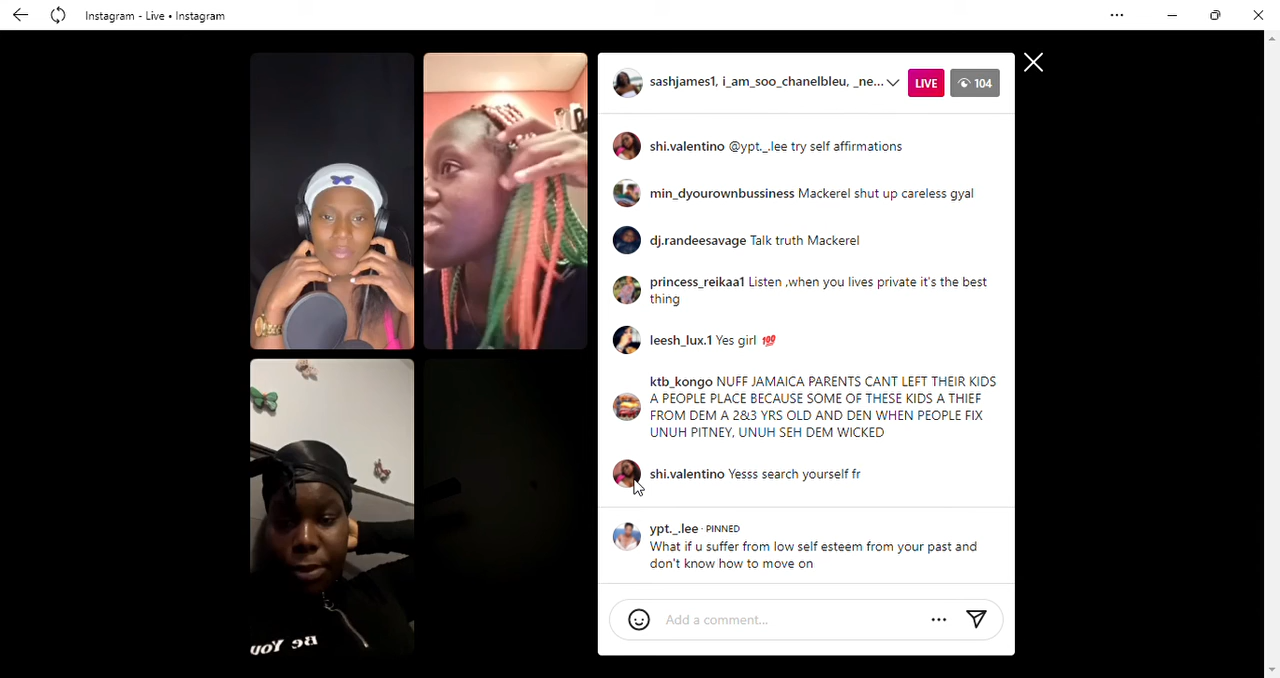 Instagram - Live • Instagram
sashjames1, i_am_soo_chanelbleu, _ne...
LIVE
104
shi.valentino @ypt._.lee try self affirmations
min_dyourownbussiness Mackerel shut up careless gyal
dj.randeesavage Talk truth Mackerel
princess_reikaa1 Listen ,when you lives private it's the best
thing
leesh_lux.1 Yes girl 💯
ktb_kongo NUFF JAMAICA PARENTS CANT LEFT THEIR KIDS
A PEOPLE PLACE BECAUSE SOME OF THESE KIDS A THIEF
FROM DEM A 2&3 YRS OLD AND DEN WHEN PEOPLE FIX
UNUH PITNEY, UNUH SEH DEM WICKED
shi.valentino Yesss search yourself fr
ypt._.lee · PINNED
What if u suffer from low self esteem from your past and
don't know how to move on
Add a comment...
Be You